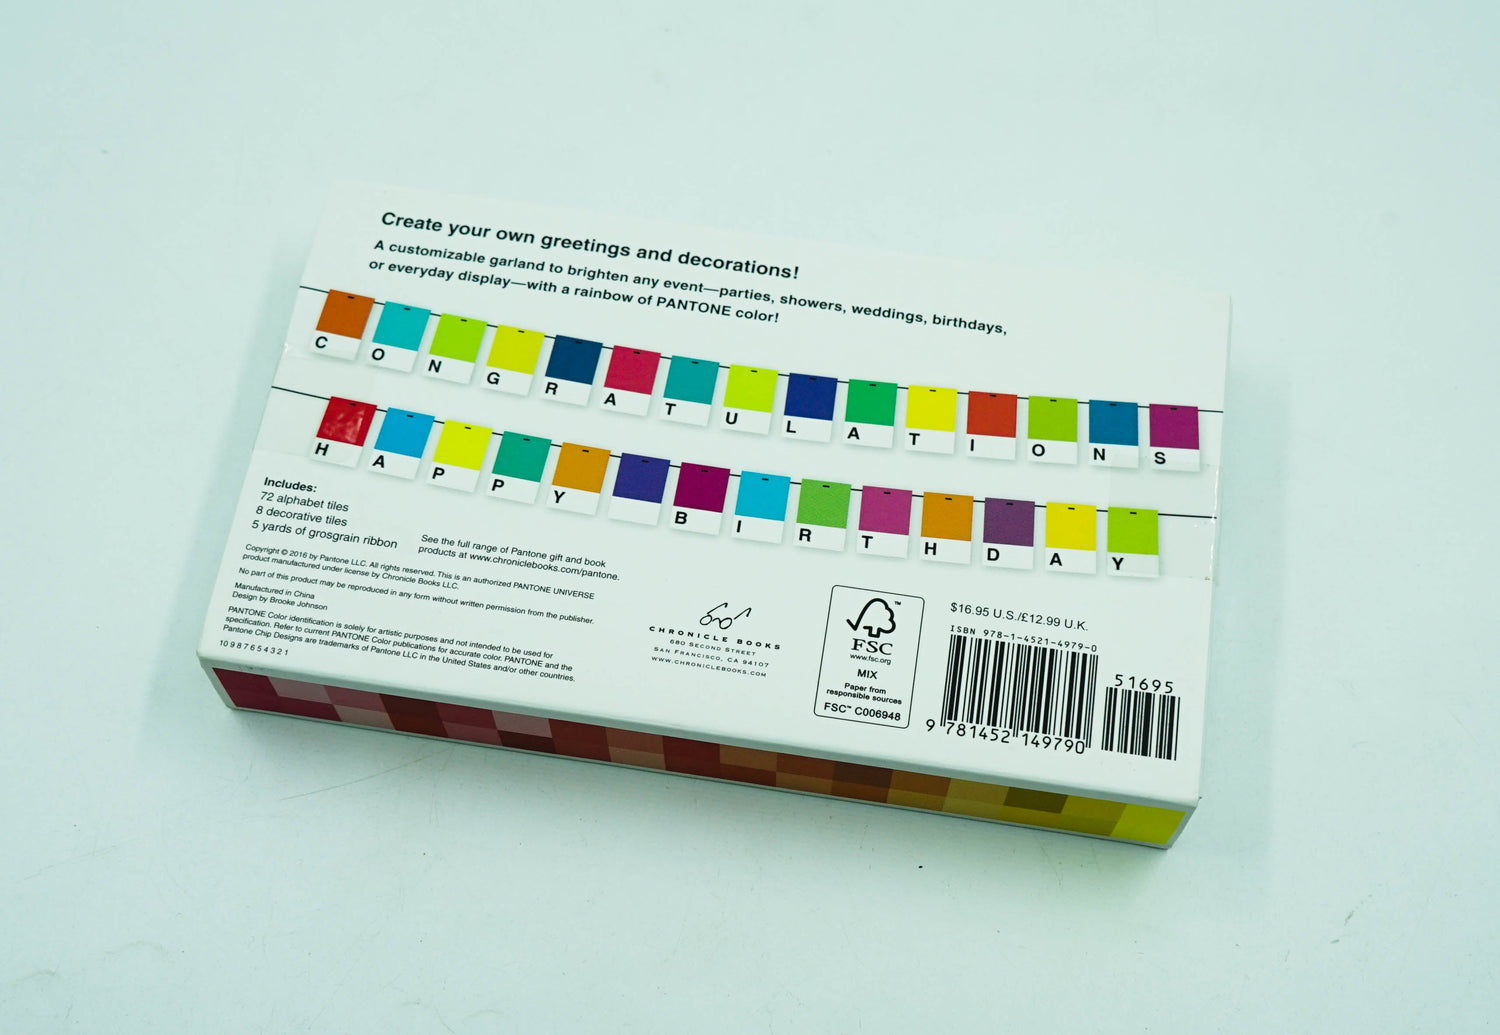 Create your own greetings and decorations!
A customizable garland to brighten any event—parties, showers, weddings, birthdays,
or everyday display—with a rainbow of PANTONE color!
CONGRATULATIONS
HAPPY BIRTHDAY
Includes:
72 alphabet tiles
8 decorative tiles
5 yards of grosgrain ribbon
See the full range of Pantone gift and book
products at www.chroniclebooks.com/pantone.
Copyright © 2016 by Pantone LLC. All rights reserved. This is an authorized PANTONE UNIVERSE
product manufactured under license by Chronicle Books LLC.
No part of this product may be reproduced in any form without written permission from the publisher.
Manufactured in China
Design by Brooke Johnson
PANTONE Color identification is solely for artistic purposes and not intended to be used for
specification. Refer to current PANTONE Color publications for accurate color. PANTONE and the
Pantone Chip Designs are trademarks of Pantone LLC in the United States and/or other countries.
10 9 8 7 6 5 4 3 2 1
CHRONICLE BOOKS
680 SECOND STREET
SAN FRANCISCO, CA 94107
WWW.CHRONICLEBOOKS.COM
TM
FSC
www.fsc.org
MIX
Paper from
responsible sources
FSC™ C006948
$16.95 U.S./£12.99 U.K.
ISBN 978-1-4521-4979-0
51695
9 781452 149790